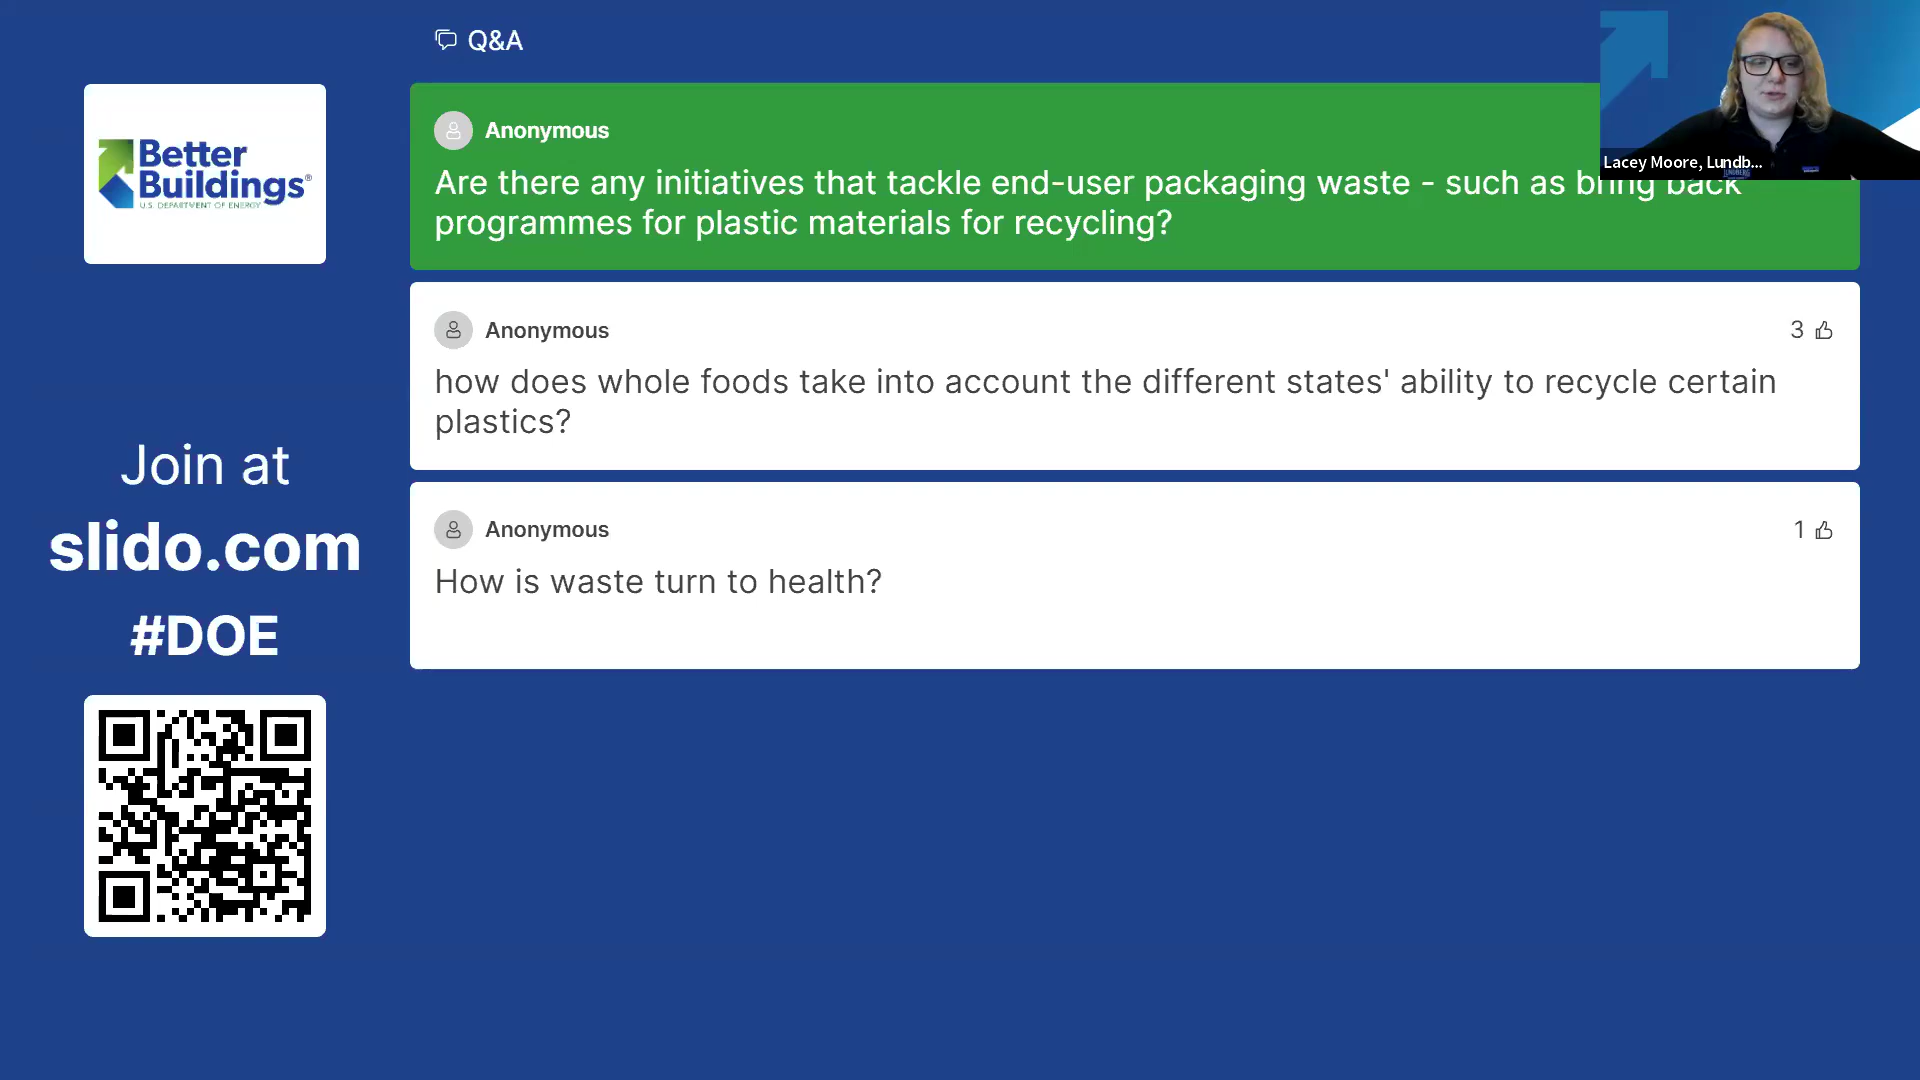 Q&A
Better
Buildings®
U.S. DEPARTMENT OF ENERGY
Join at
slido.com
#DOE
Anonymous
Are there any initiatives that tackle end-user packaging waste - such as bring back
programmes for plastic materials for recycling?
Anonymous
3
how does whole foods take into account the different states' ability to recycle certain
plastics?
Anonymous
1
How is waste turn to health?
Lacey Moore, Lundb...
LUNDBERG